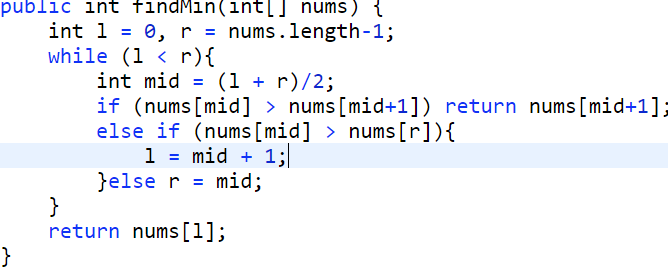 public int findMin(int[] nums) {
    int l = 0, r = nums.length-1;
    while (l < r){
        int mid = (l + r)/2;
        if (nums[mid] > nums[mid+1]) return nums[mid+1];
        else if (nums[mid] > nums[r]){
            l = mid + 1;
        }else r = mid;
    }
    return nums[l];
}